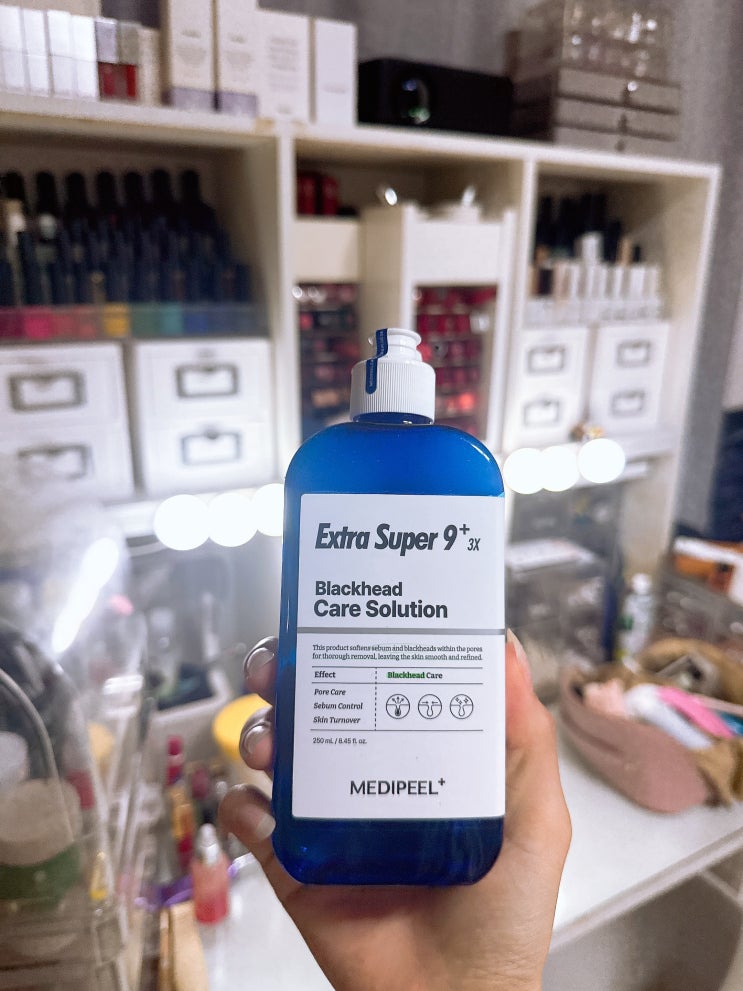 Extra Super 9+ 3X
Blackhead
Care Solution
This product softens sebum and blackheads within the pores
for thorough removal, leaving the skin smooth and refined.
Effect Blackhead Care
Pore Care
Sebum Control
Skin Turnover
250 mL / 8.45 fl. oz.
MEDIPEEL+